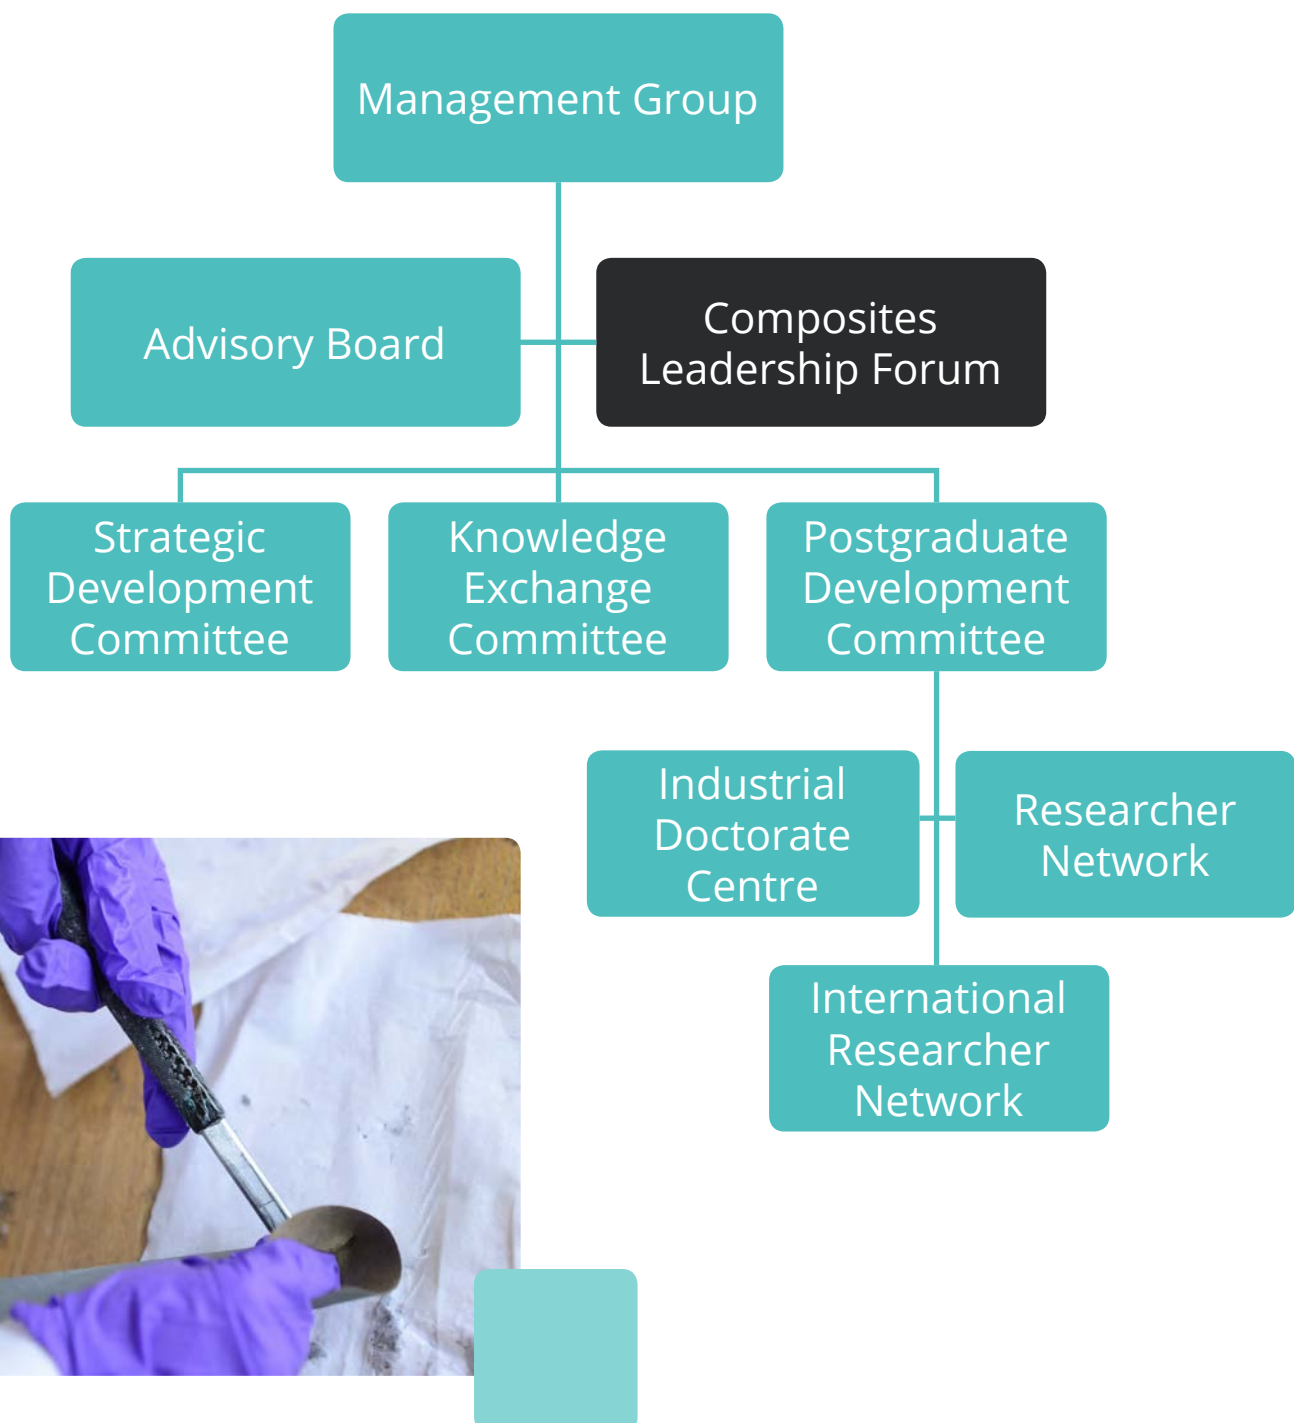 Management Group
Advisory Board
Composites
Leadership Forum
Strategic
Development
Committee
Knowledge
Exchange
Committee
Postgraduate
Development
Committee
Industrial
Doctorate
Centre
Researcher
Network
International
Researcher
Network